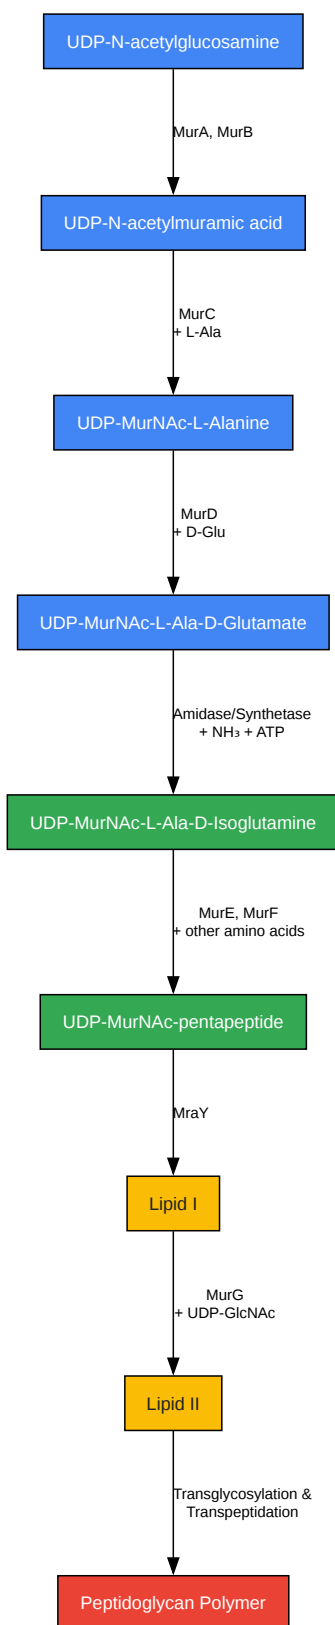 UDP-N-acetylglucosamine
MurA, MurB
UDP-N-acetylmuramic acid
MurC
+ L-Ala
UDP-MurNAc-L-Alanine
MurD
+ D-Glu
UDP-MurNAc-L-Ala-D-Glutamate
Amidase/Synthetase
+ NH₃ + ATP
UDP-MurNAc-L-Ala-D-Isoglutamine
MurE, MurF
+ other amino acids
UDP-MurNAc-pentapeptide
MraY
Lipid I
MurG
+ UDP-GlcNAc
Lipid II
Transglycosylation &
Transpeptidation
Peptidoglycan Polymer